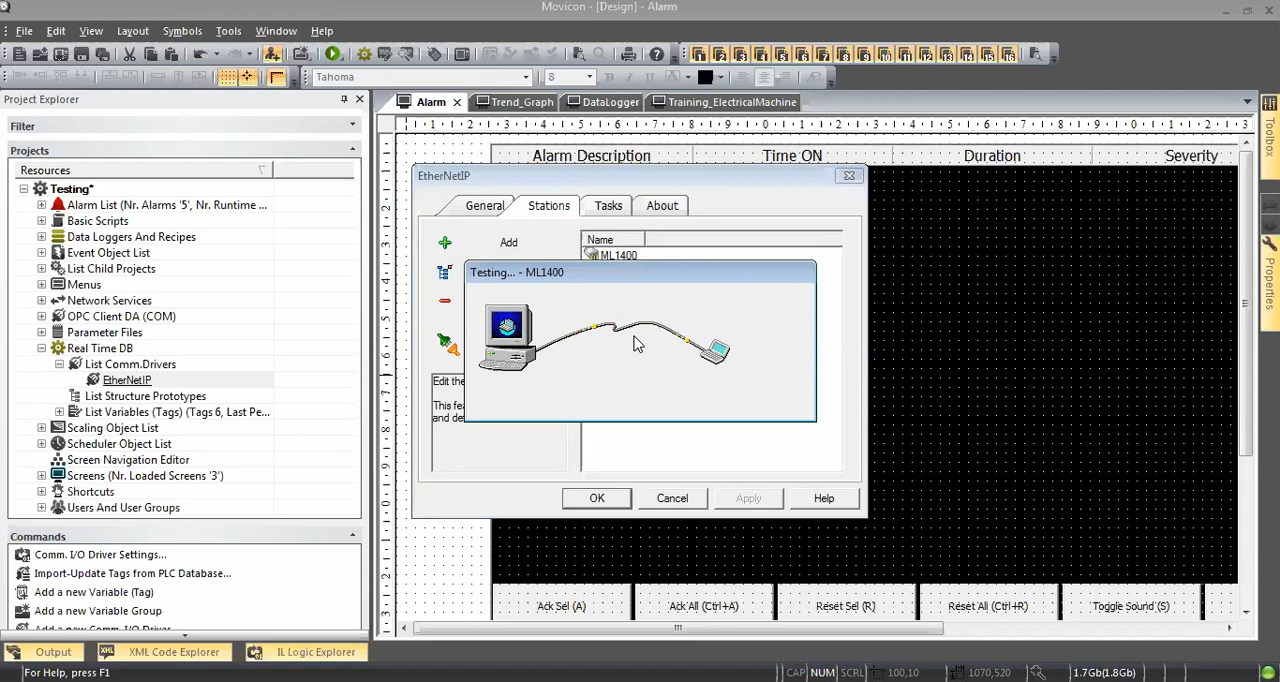 Movicon - [Design] - Alarm
File Edit View Layout Symbols Tools Window Help
Tahoma 8
Project Explorer
Alarm Trend_Graph DataLogger Training_ElectricalMachine
Filter
Projects
Resources
Testing*
Alarm List (Nr. Alarms '5', Nr. Runtime ...
Basic Scripts
Data Loggers And Recipes
Event Object List
List Child Projects
Menus
Network Services
OPC Client DA (COM)
Parameter Files
Real Time DB
List Comm.Drivers
EtherNetIP
List Structure Prototypes
List Variables (Tags) (Tags 6, Last Pe...
Scaling Object List
Scheduler Object List
Screen Navigation Editor
Screens (Nr. Loaded Screens '3')
Shortcuts
Users And User Groups
Commands
Comm. I/O Driver Settings...
Import-Update Tags from PLC Database...
Add a new Variable (Tag)
Add a new Variable Group
Add a new Comm. I/O Driver
Output XML Code Explorer IL Logic Explorer
For Help, press F1
Alarm Description Time ON Duration Severity
EtherNetIP
General Stations Tasks About
Add
Name
ML1400
Testing... - ML1400
Edit the
This fea
and de
OK Cancel Apply Help
Ack Sel (A) Ack All (Ctrl+A) Reset Sel (R) Reset All (Ctrl+R) Toggle Sound (S)
Toolbox
Properties
CAP NUM SCRL 100,10 1070,520 1.7Gb(1.8Gb)